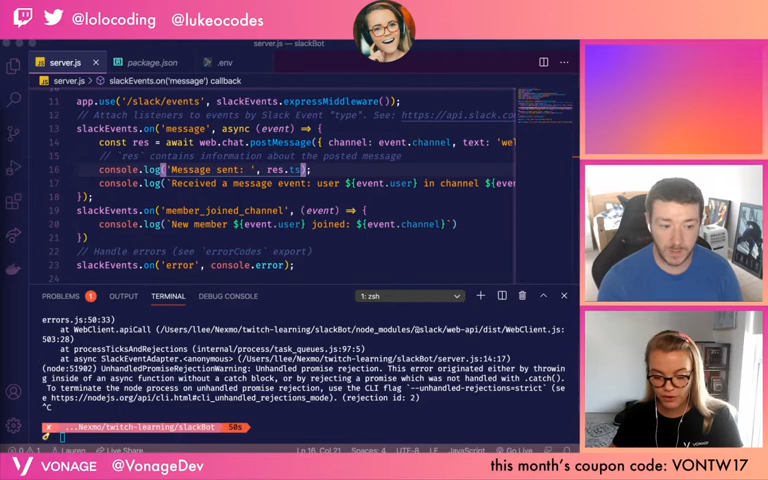 @lolocoding @lukeocodes
server.js — slackBot
server.js × package.json .env
server.js > slackEvents.on('message') callback
11 app.use('/slack/events', slackEvents.expressMiddleware());
12 // Attach listeners to events by Slack Event "type". See: https://api.slack.co
13 slackEvents.on('message', async (event) => {
14 const res = await web.chat.postMessage({ channel: event.channel, text: 'wel
15 // `res` contains information about the posted message
16 console.log('Message sent: ', res.ts);
17 console.log(`Received a message event: user ${event.user} in channel ${even
18 });
19 slackEvents.on('member_joined_channel', (event) => {
20 console.log(`New member ${event.user} joined: ${event.channel}`)
21 })
22 // Handle errors (see `errorCodes` export)
23 slackEvents.on('error', console.error);
24
PROBLEMS 1 OUTPUT TERMINAL DEBUG CONSOLE 1: zsh
errors.js:50:33)
at WebClient.apiCall (/Users/llee/Nexmo/twitch-learning/slackBot/node_modules/@slack/web-api/dist/WebClient.js:
503:28)
at processTicksAndRejections (internal/process/task_queues.js:97:5)
at async SlackEventAdapter.<anonymous> (/Users/llee/Nexmo/twitch-learning/slackBot/server.js:14:17)
(node:51902) UnhandledPromiseRejectionWarning: Unhandled promise rejection. This error originated either by throwin
g inside of an async function without a catch block, or by rejecting a promise which was not handled with .catch().
To terminate the node process on unhandled promise rejection, use the CLI flag `--unhandled-rejections=strict` (se
e https://nodejs.org/api/cli.html#cli_unhandled_rejections_mode). (rejection id: 2)
^C
...Nexmo/twitch-learning/slackBot 50s
Lauren Live Share Ln 16, Col 21 Spaces: 4 UTF-8 LF JavaScript Go Live
VONAGE
VONAGE @VonageDev this month's coupon code: VONTW17